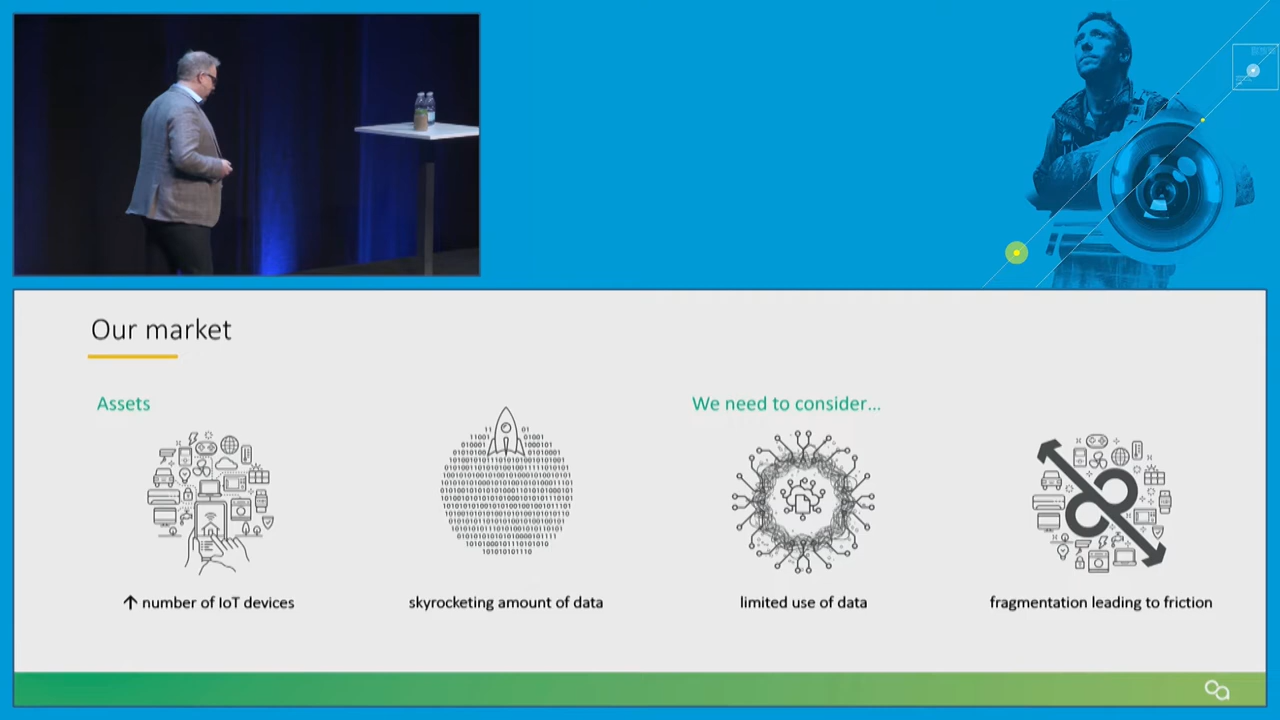 Our market
Assets
We need to consider...
↑ number of IoT devices
skyrocketing amount of data
limited use of data
fragmentation leading to friction